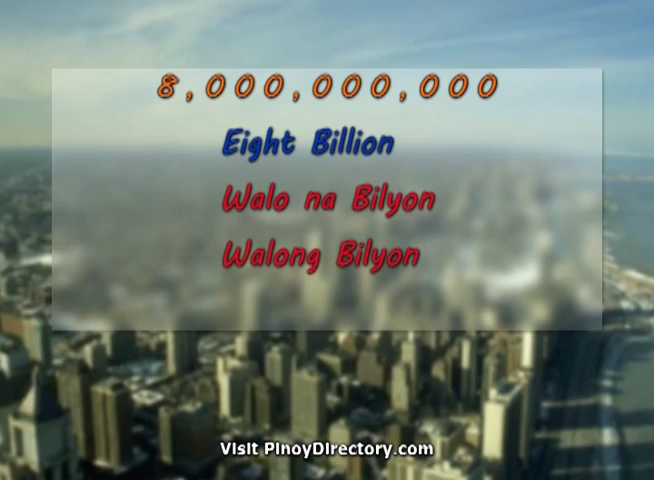 8,000,000,000
Eight Billion
Walo na Bilyon
Walong Bilyon
Visit PinoyDirectory.com